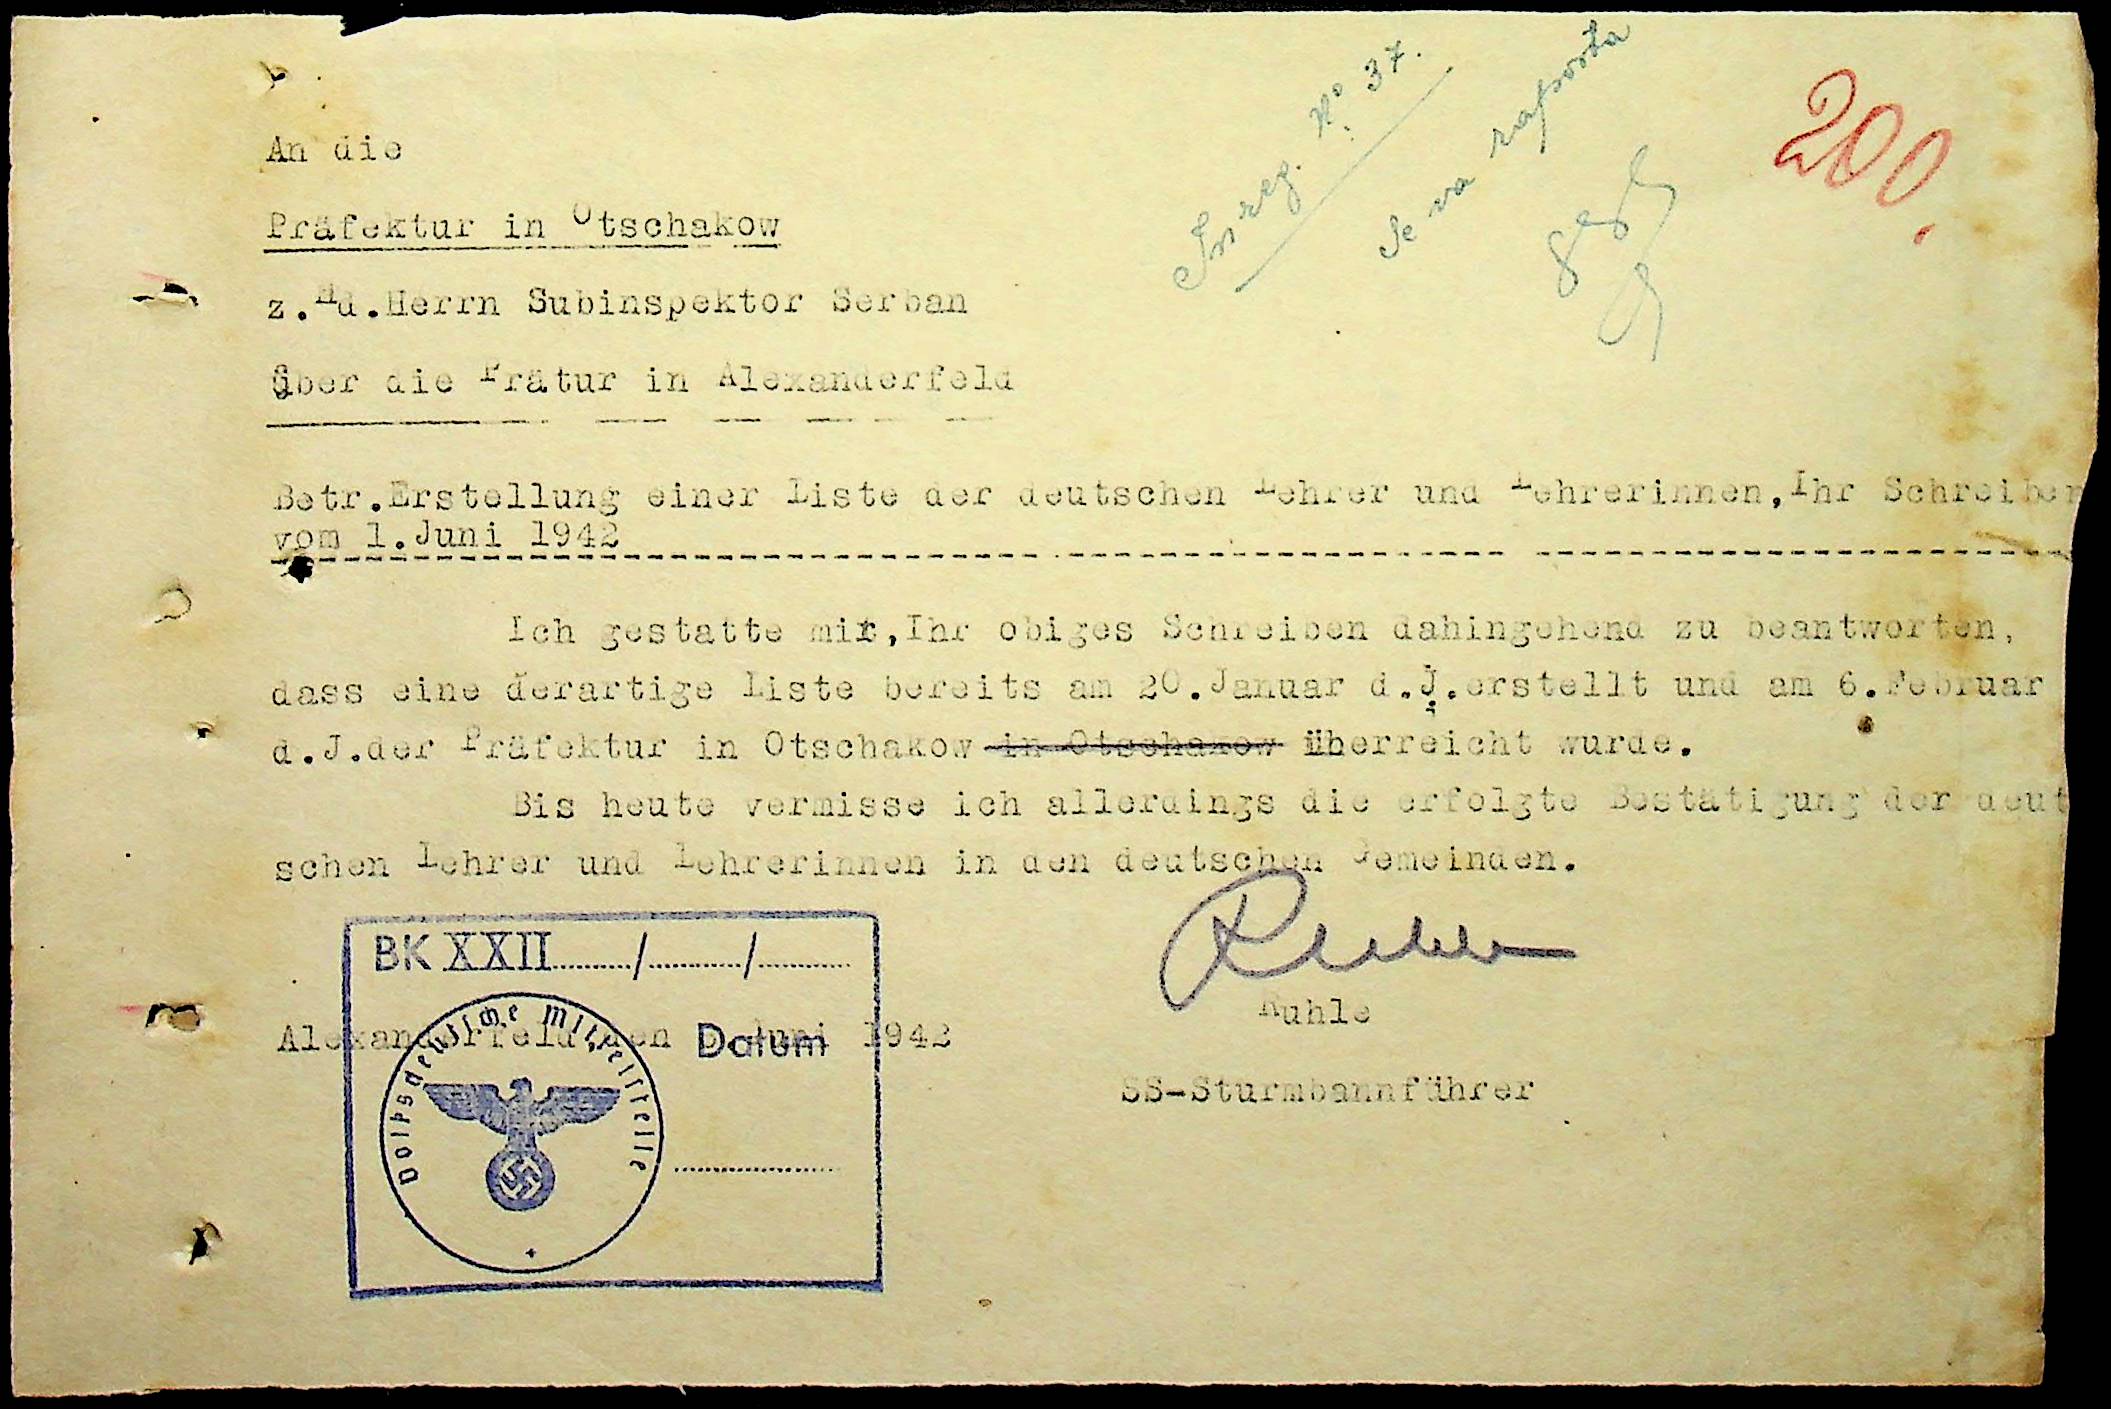 Inreg. No. 37.
Se va raporta
200.
An die
Präfektur in Otschakow
z.Hd.Herrn Subinspektor Serban
über die Prätur in Alexanderfeld
Betr.Erstellung einer Liste der deutschen Lehrer und Lehrerinnen,Ihr Schreiben
vom 1.Juni 1942
Ich gestatte mir,Ihr obiges Schreiben dahingehend zu beantworten,
dass eine derartige Liste bereits am 20.Januar d.J.erstellt und am 6.Februar
d.J.der Präfektur in Otschakow in Otschakow überreicht wurde.
Bis heute vermisse ich allerdings die erfolgte Bestätigung der deut
schen Lehrer und Lehrerinnen in den deutschen Gemeinden.
BK XXII........../........../..........
Ruhle
Alexanderfeld den Juni 1942
Datum
Volksdeutsche Mittelstelle
SS-Sturmbannführer